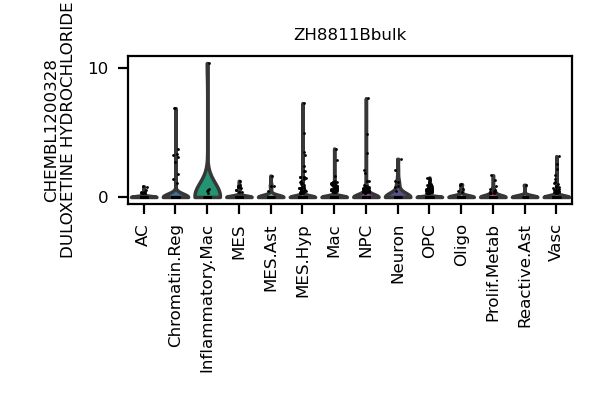 ZH8811Bbulk
CHEMBL1200328
DULOXETINE HYDROCHLORIDE
10
0
AC
Chromatin.Reg
Inflammatory.Mac
MES
MES.Ast
MES.Hyp
Mac
NPC
Neuron
OPC
Oligo
Prolif.Metab
Reactive.Ast
Vasc